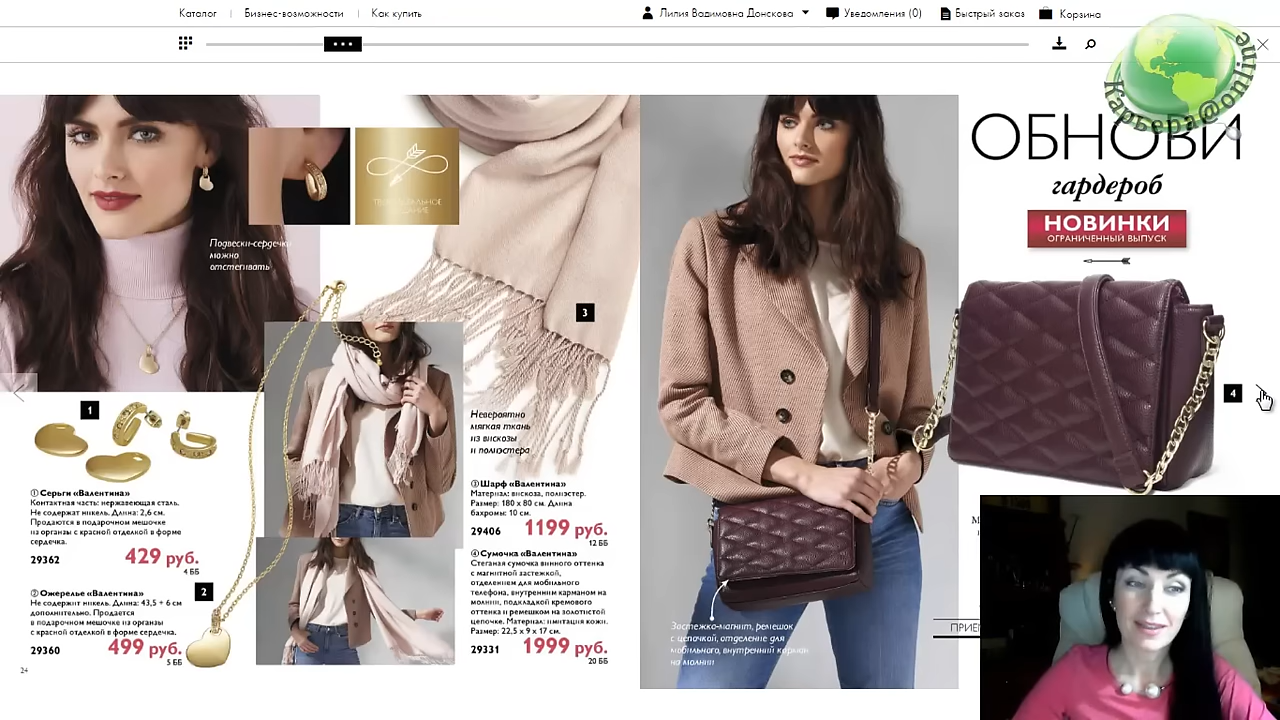 Каталог
Бизнес-возможности
Как купить
Лилия Вадимовна Донскова
Уведомления (0)
Быстрый заказ
Корзина
Карьера@online
ОБНОВИ
гардероб
НОВИНКИ
ОГРАНИЧЕННЫЙ ВЫПУСК
Подвески-сердечки
можно
отстегивать
3
4
1
Невероятно
мягкая ткань
из вискозы
и полиэстера
① Серьги «Валентина»
Контактная часть: нержавеющая сталь.
Не содержат никель. Длина: 2,6 см.
Продаются в подарочном мешочке
из органзы с красной отделкой в форме
сердечка.
29362
429 руб.
4 ББ
2
② Ожерелье «Валентина»
Не содержит никель. Длина: 43,5 + 6 см
дополнительно. Продается
в подарочном мешочке из органзы
с красной отделкой в форме сердечка.
29360
499 руб.
5 ББ
24
③ Шарф «Валентина»
Материал: вискоза, полиэстер.
Размер: 180 х 80 см. Длина
бахромы: 10 см.
29406
1199 руб.
12 ББ
④ Сумочка «Валентина»
Стеганая сумочка винного оттенка
с магнитной застежкой,
отделением для мобильного
телефона, внутренним карманом на
молнии, подкладкой кремового
оттенка и ремешком на золотистой
цепочке. Материал: имитация кожи.
Размер: 22,5 х 9 х 17 см.
29331
1999 руб.
20 ББ
Застежка-магнит, ремешок
с цепочкой, отделение для
мобильного, внутренний карман
на молнии